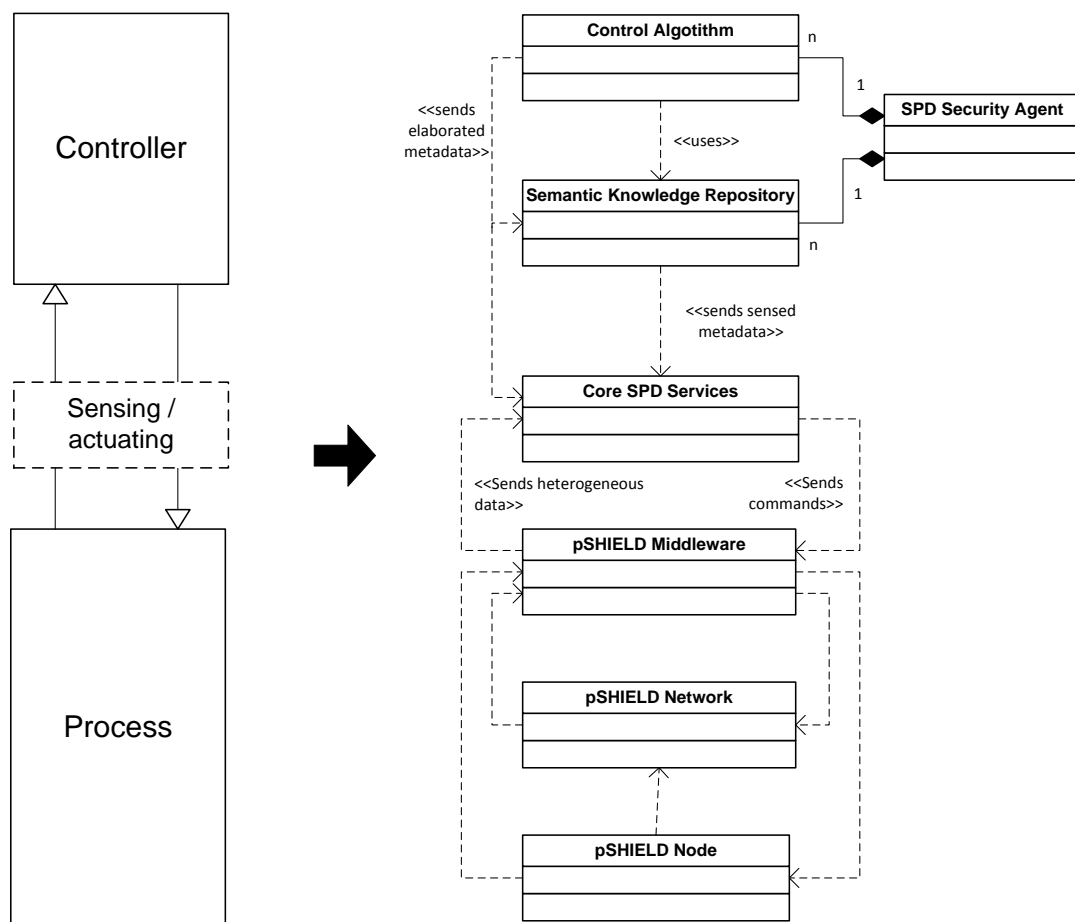 Controller
Sensing /
actuating
Process
Control Algotithm
n
1
SPD Security Agent
<<sends
elaborated
metadata>>
<<uses>>
Semantic Knowledge Repository
1
n
<<sends sensed
metadata>>
Core SPD Services
<<Sends heterogeneous
data>>
<<Sends
commands>>
pSHIELD Middleware
pSHIELD Network
pSHIELD Node